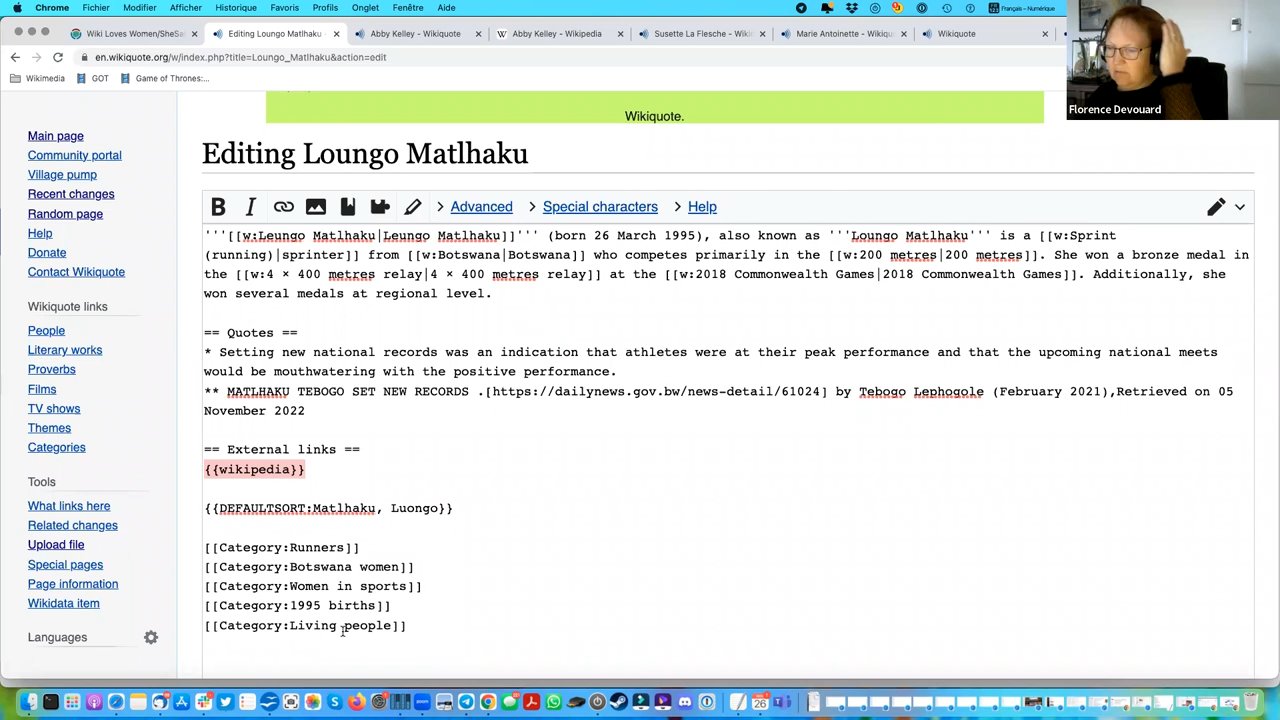 Chrome Fichier Modifier Afficher Historique Favoris Profils Onglet Fenêtre Aide
Français – Numérique
Wiki Loves Women/SheSa
Editing Loungo Matlhaku -
Abby Kelley – Wikiquote
Abby Kelley - Wikipedia
Susette La Flesche - Wikiq
Marie Antoinette - Wikiquo
Wikiquote
en.wikiquote.org/w/index.php?title=Loungo_Matlhaku&action=edit
Wikimedia
GOT
Game of Thrones:...
Florence Devouard
Wikiquote.
Main page
Community portal
Village pump
Recent changes
Random page
Help
Donate
Contact Wikiquote
Wikiquote links
People
Literary works
Proverbs
Films
TV shows
Themes
Categories
Tools
What links here
Related changes
Upload file
Special pages
Page information
Wikidata item
Languages
Editing Loungo Matlhaku
B I Advanced Special characters Help
'''[[w:Leungo Matlhaku|Leungo Matlhaku]]''' (born 26 March 1995), also known as '''Loungo Matlhaku''' is a [[w:Sprint
(running)|sprinter]] from [[w:Botswana|Botswana]] who competes primarily in the [[w:200 metres|200 metres]]. She won a bronze medal in
the [[w:4 × 400 metres relay|4 × 400 metres relay]] at the [[w:2018 Commonwealth Games|2018 Commonwealth Games]]. Additionally, she
won several medals at regional level.
== Quotes ==
* Setting new national records was an indication that athletes were at their peak performance and that the upcoming national meets
would be mouthwatering with the positive performance.
** MATLHAKU TEBOGO SET NEW RECORDS .[https://dailynews.gov.bw/news-detail/61024] by Tebogo Lephogole (February 2021),Retrieved on 05
November 2022
== External links ==
{{wikipedia}}
{{DEFAULTSORT:Matlhaku, Luongo}}
[[Category:Runners]]
[[Category:Botswana women]]
[[Category:Women in sports]]
[[Category:1995 births]]
[[Category:Living people]]